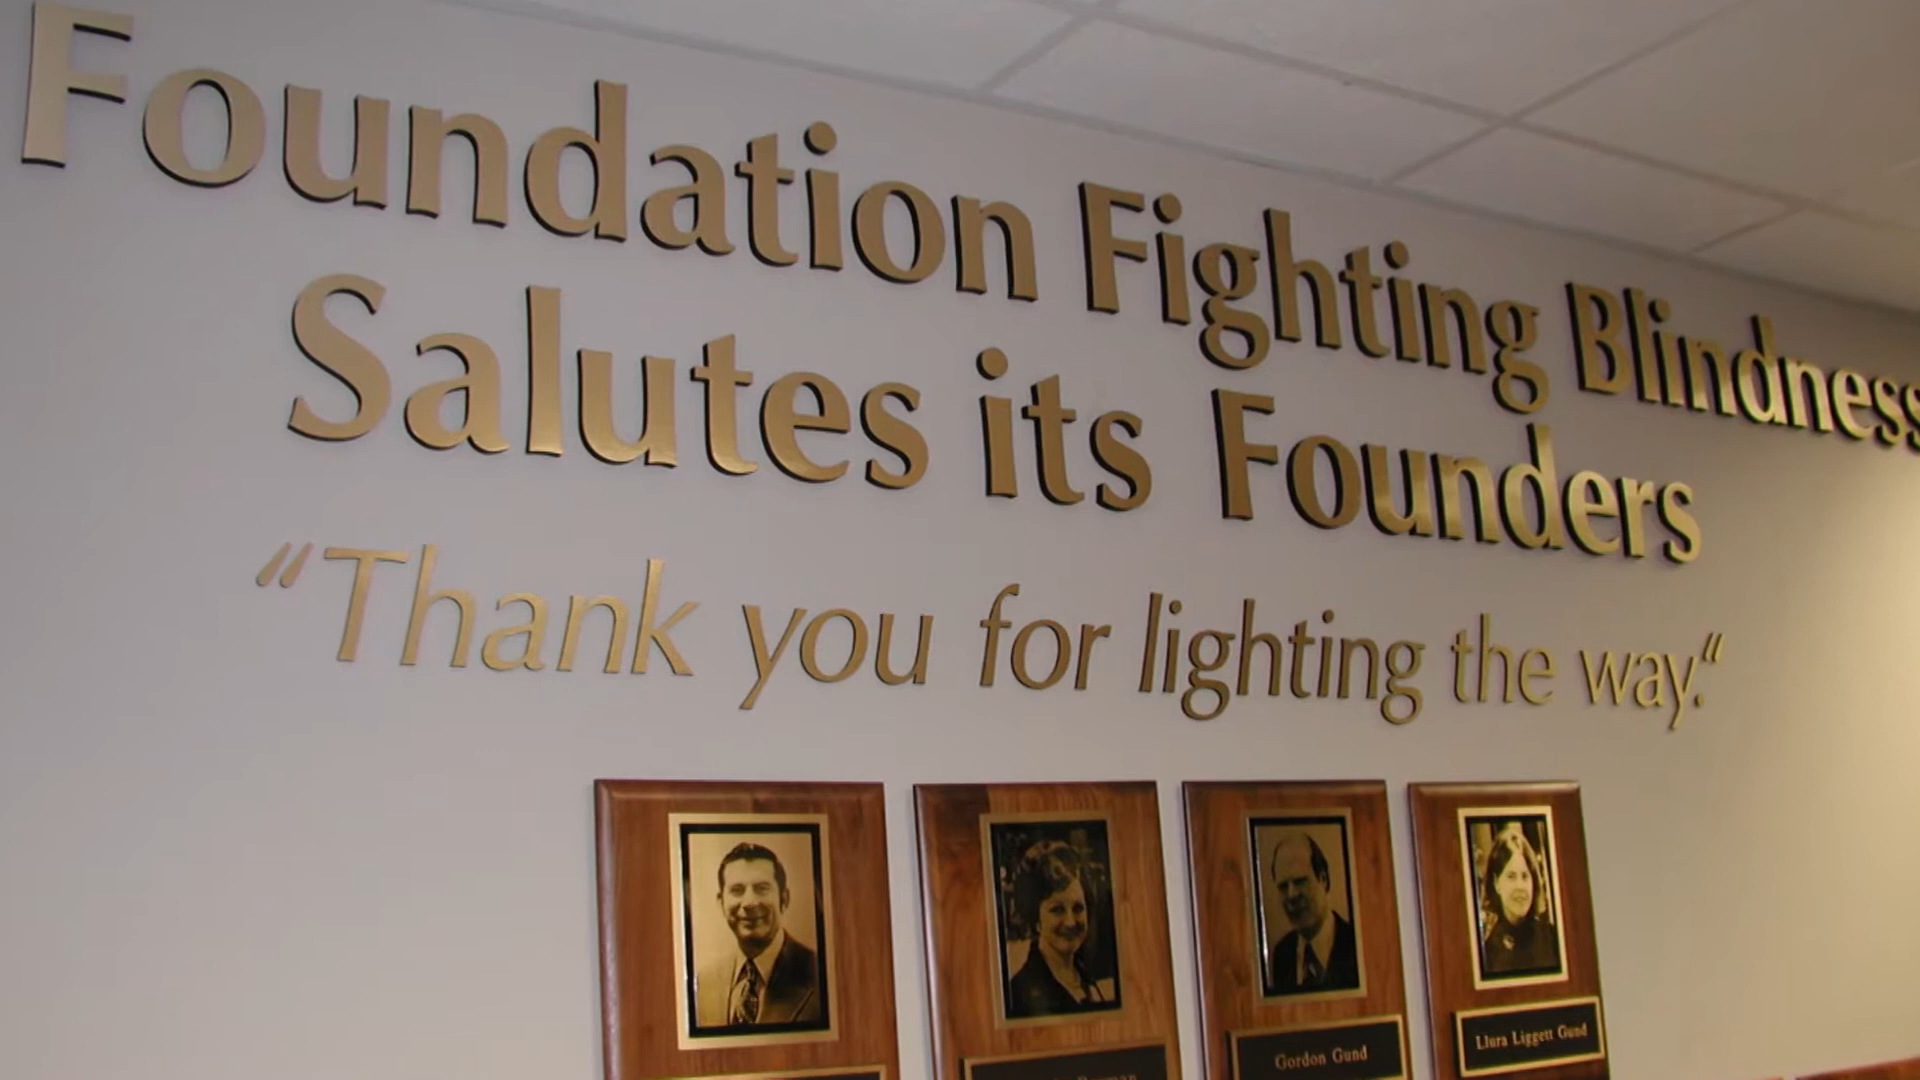 Foundation Fighting Blindness
Salutes its Founders
“Thank you for lighting the way.“
Gordon Gund
Llura Liggett Gund